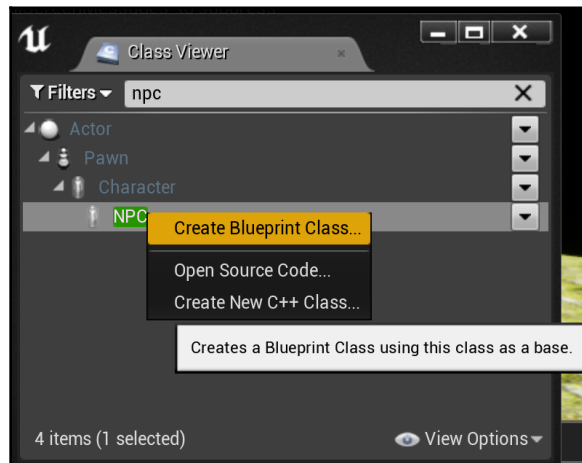 Class Viewer
Filters npc
Actor
Pawn
Character
NPC
Create Blueprint Class...
Open Source Code...
Create New C++ Class...
Creates a Blueprint Class using this class as a base.
4 items (1 selected)
View Options